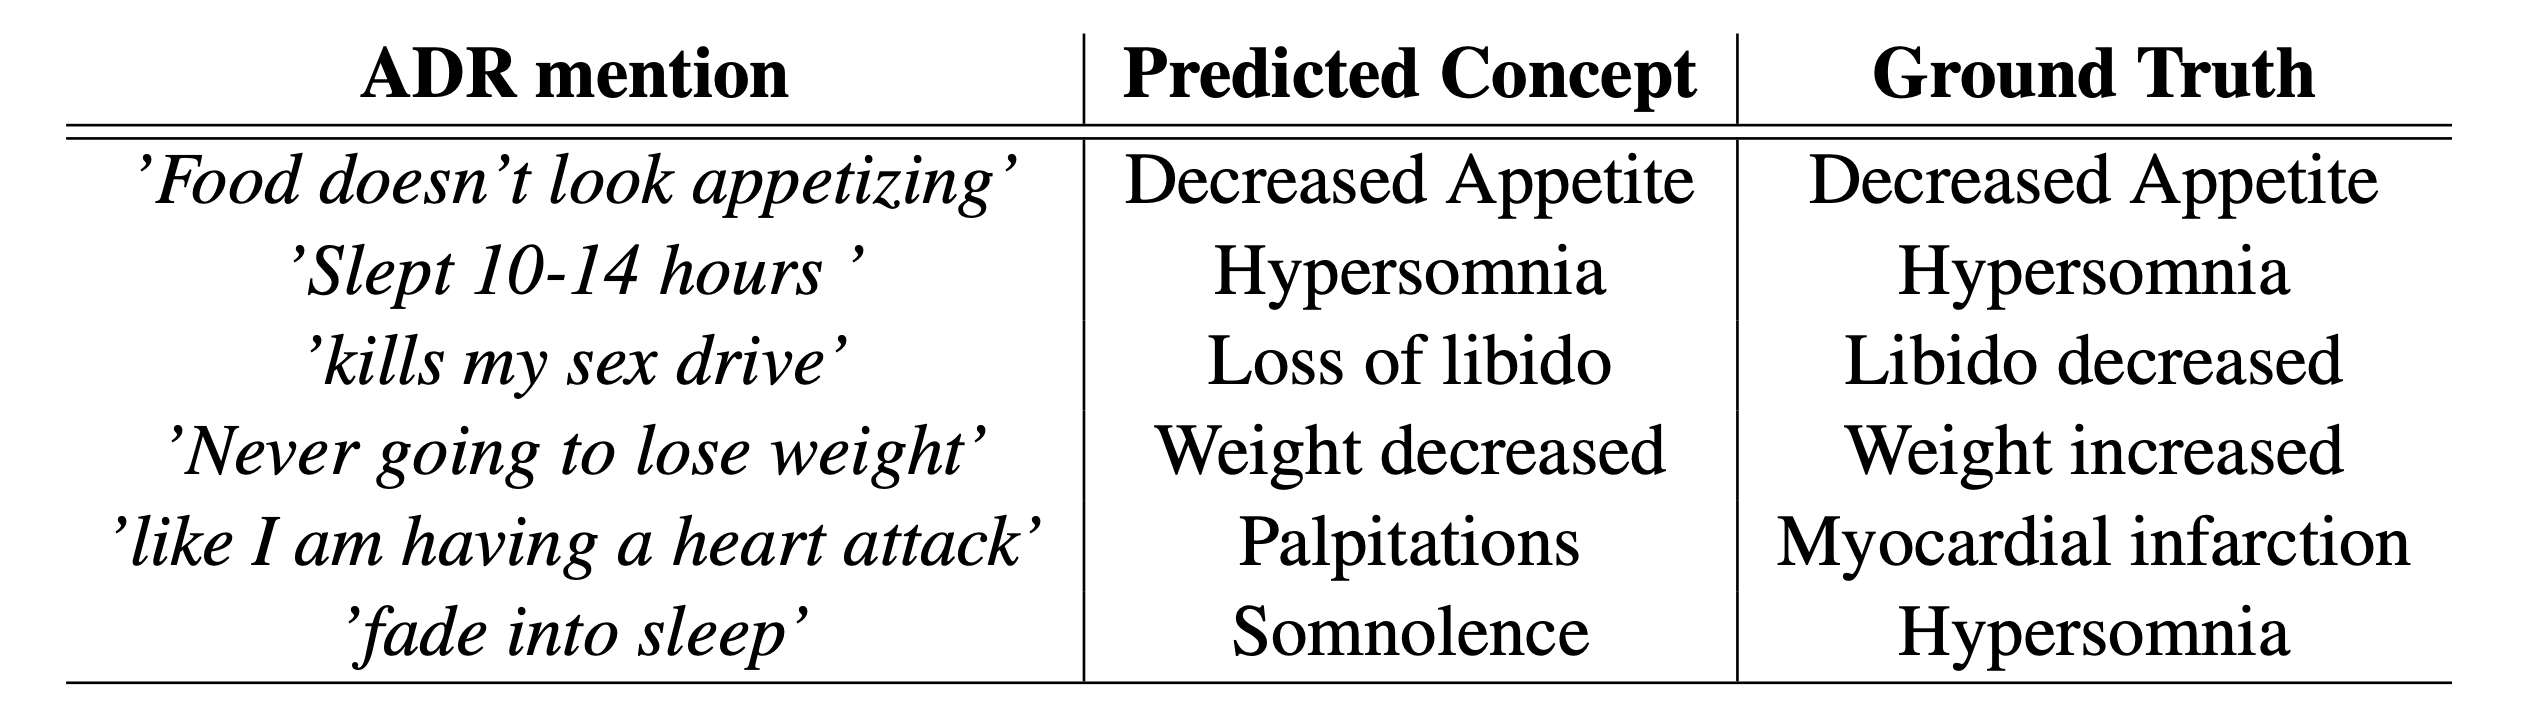 ADR mention Predicted Concept Ground Truth
’Food doesn’t look appetizing’ Decreased Appetite Decreased Appetite
’Slept 10-14 hours ’ Hypersomnia Hypersomnia
’kills my sex drive’ Loss of libido Libido decreased
’Never going to lose weight’ Weight decreased Weight increased
’like I am having a heart attack’ Palpitations Myocardial infarction
’fade into sleep’ Somnolence Hypersomnia